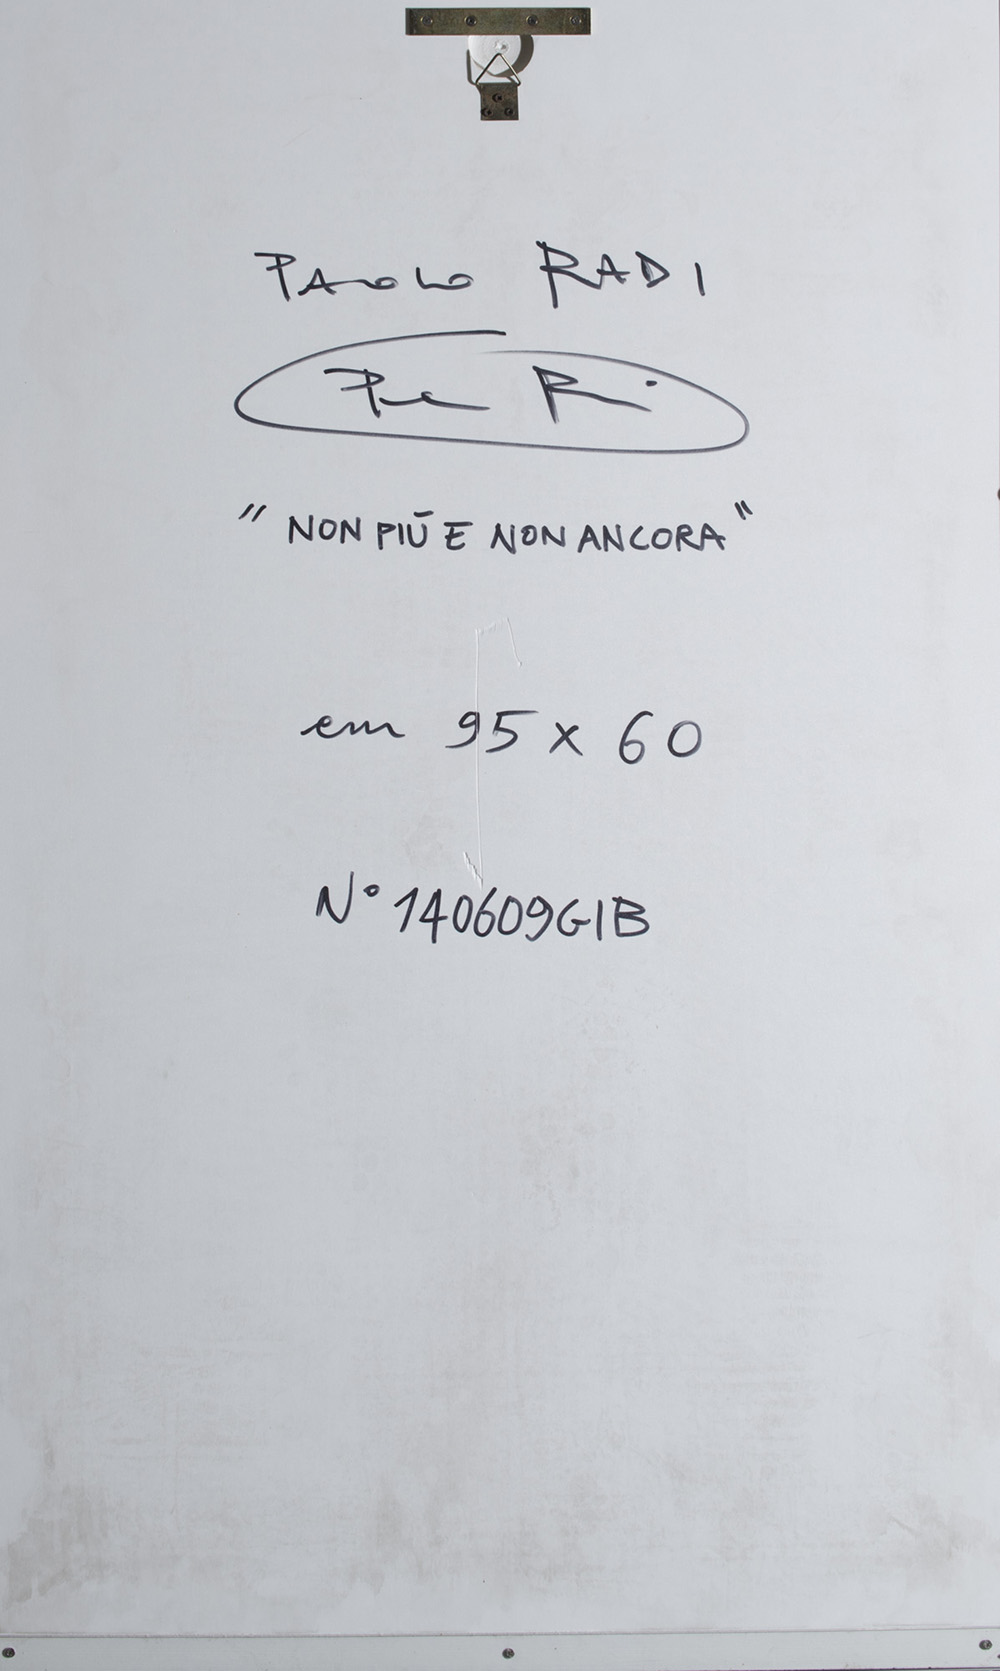 PAOLO RADI
"NON PIÙ E NON ANCORA"
cm 95 x 60
N° 140609GIB